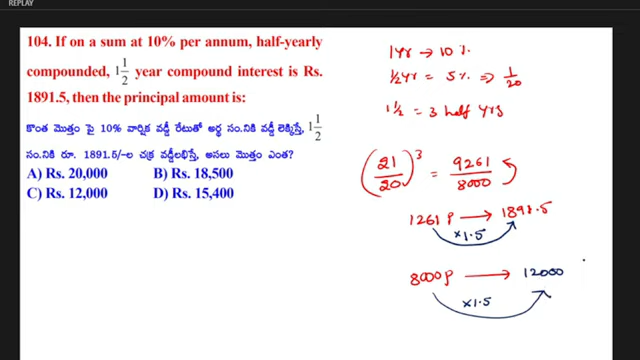 REPLAY
104. If on a sum at 10% per annum, half-yearly
compounded, 1 1/2 year compound interest is Rs.
1891.5, then the principal amount is:
కొంత మొత్తం పై 10% వార్షిక వడ్డీ రేటుతో అర్ధ సం.నికి వడ్డీ లెక్కిస్తే, 1 1/2
సం.నికి రూ. 1891.5/-ల చక్ర వడ్డీలభిస్తే, అసలు మొత్తం ఎంత?
A) Rs. 20,000 B) Rs. 18,500
C) Rs. 12,000 D) Rs. 15,400
1 Yr → 10 %
1/2 Yr = 5 % ⇒ 1/20
1 1/2 = 3 half Yrs
(21/20)^3 = 9261/8000
1261 P → 1891.5
×1.5
8000 P → 12000
×1.5